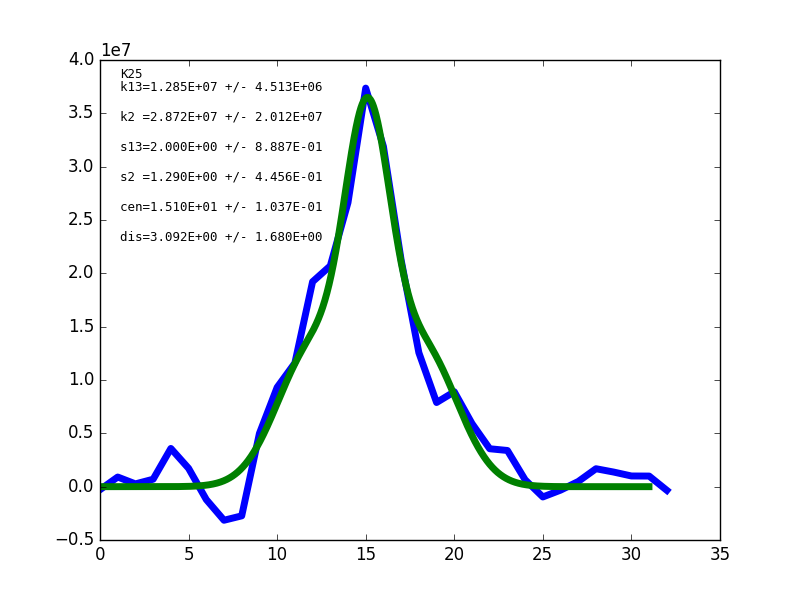 1e7
4.0
3.5
3.0
2.5
2.0
1.5
1.0
0.5
0.0
−0.5
K25
k13=1.285E+07 +/- 4.513E+06
k2 =2.872E+07 +/- 2.012E+07
s13=2.000E+00 +/- 8.887E-01
s2 =1.290E+00 +/- 4.456E-01
cen=1.510E+01 +/- 1.037E-01
dis=3.092E+00 +/- 1.680E+00
0 5 10 15 20 25 30 35